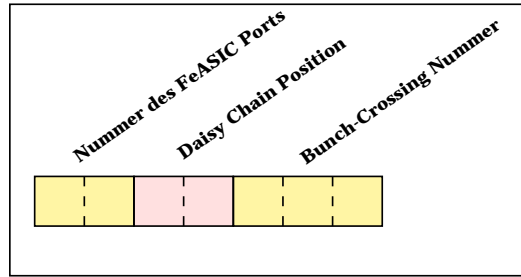 Nummer des FeASIC Ports
Daisy Chain Position
Bunch-Crossing Nummer